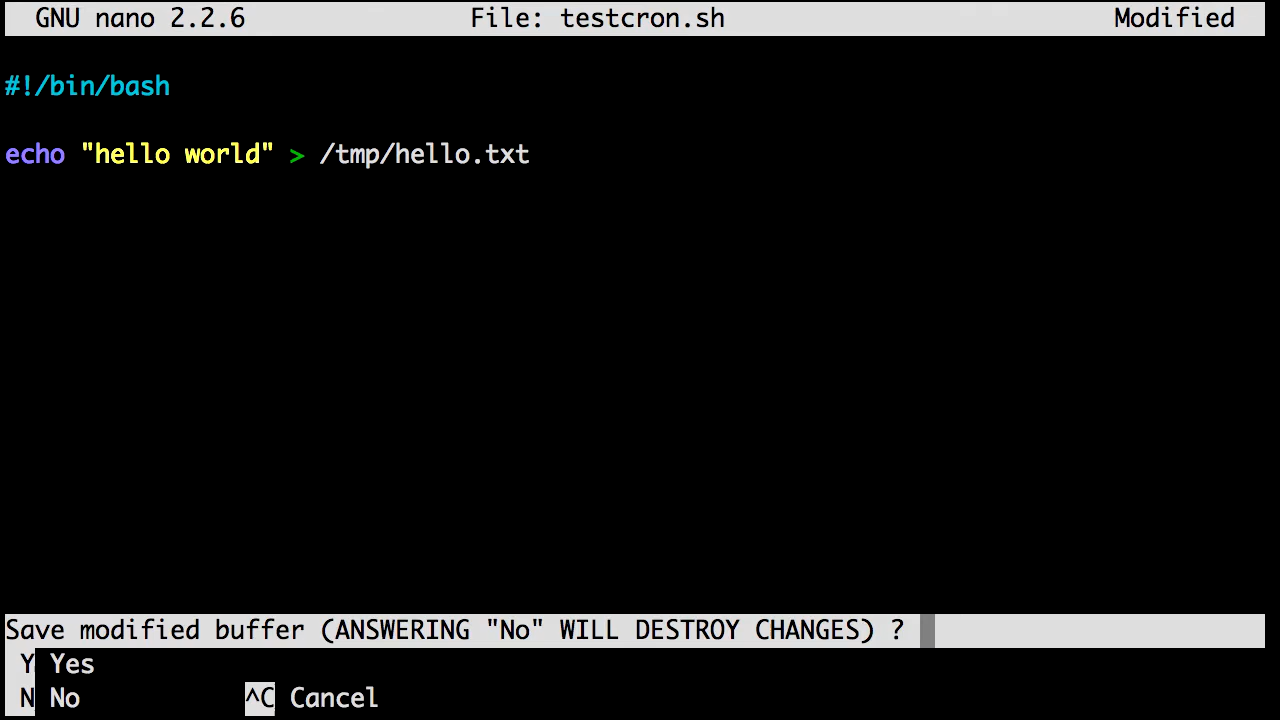 GNU nano 2.2.6 File: testcron.sh Modified
#!/bin/bash
echo "hello world" > /tmp/hello.txt
Save modified buffer (ANSWERING "No" WILL DESTROY CHANGES) ?
Y Yes
N No ^C Cancel